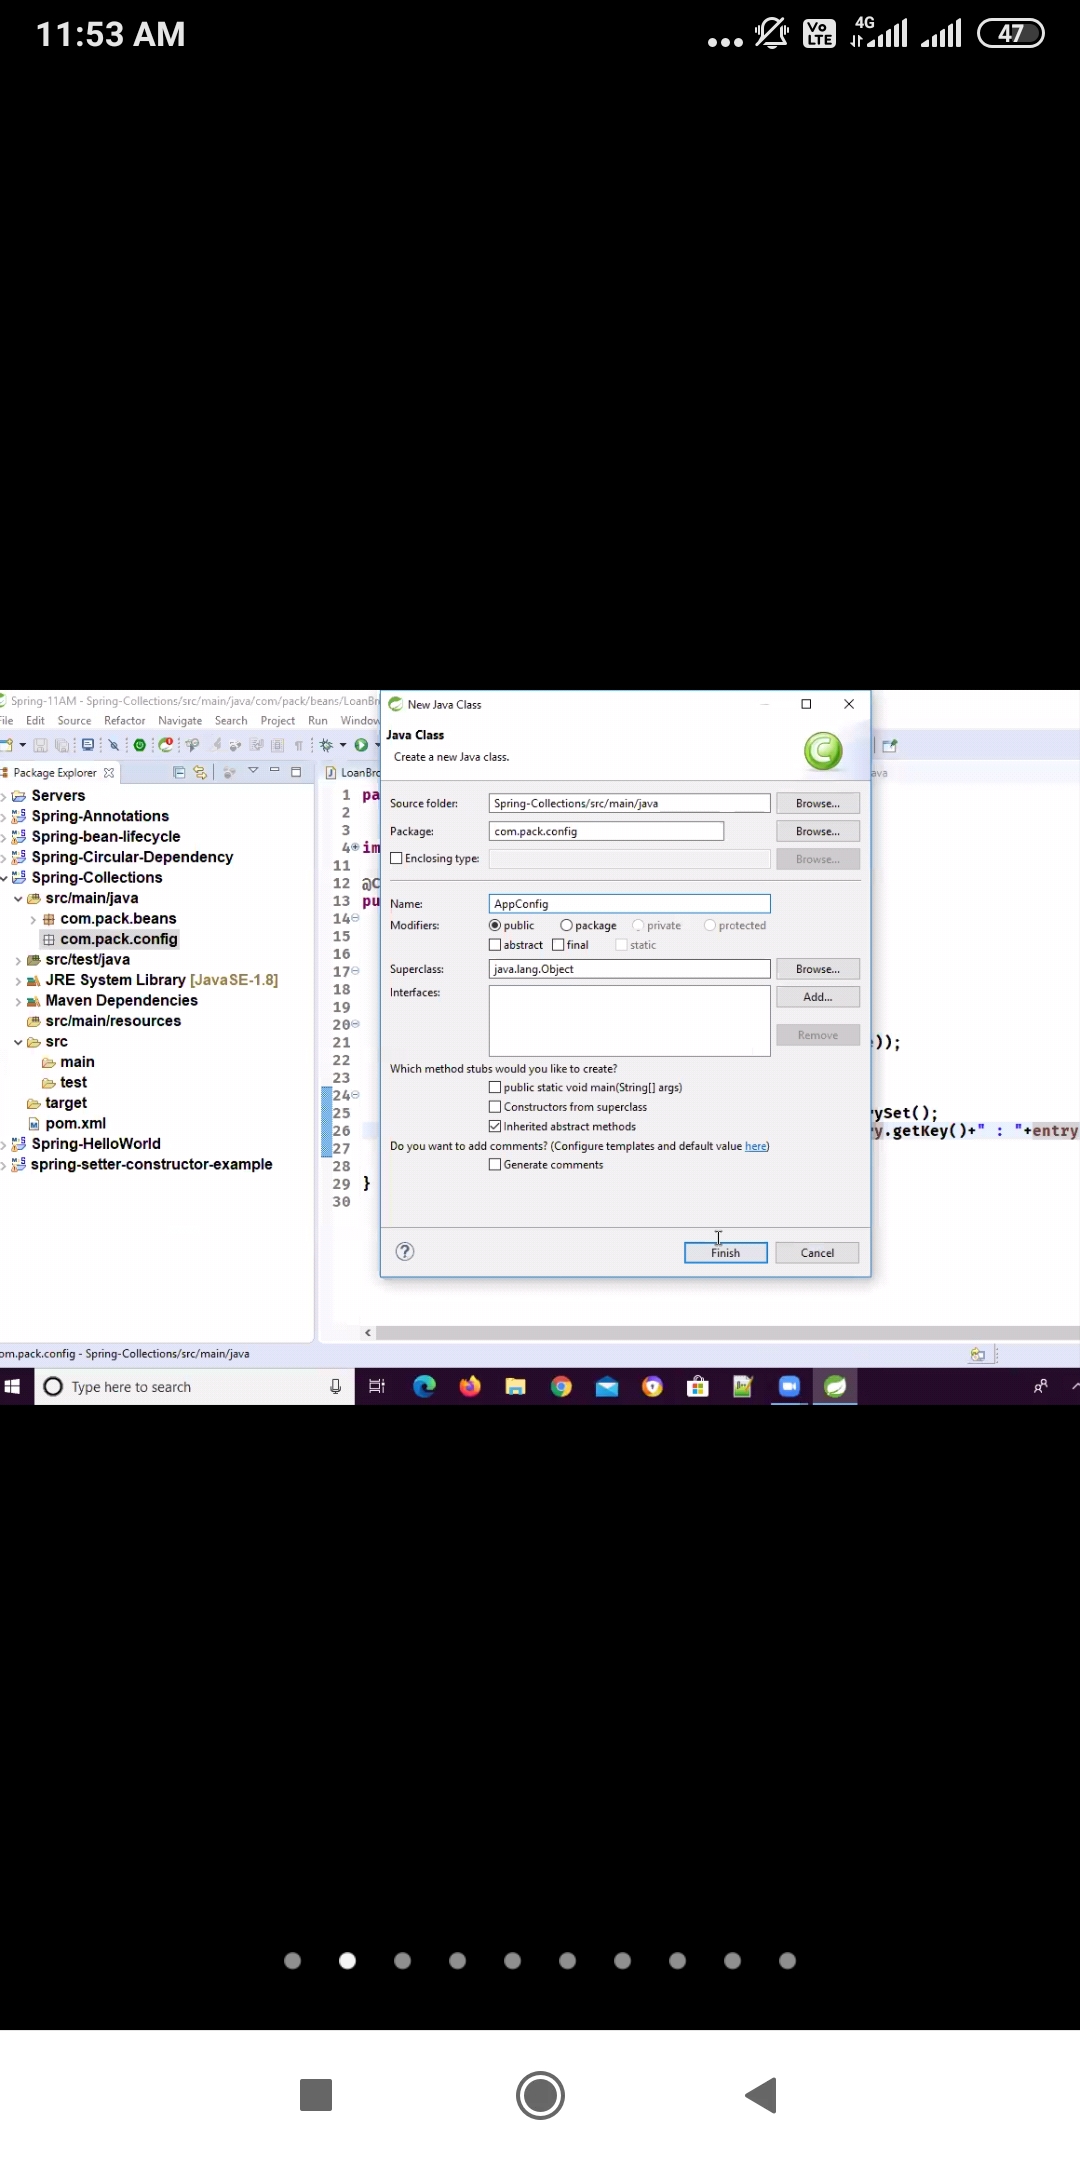 11:53 AM
Vo LTE
4G
47
Spring-11AM - Spring-Collections/src/main/java/com/pack/beans/LoanBr
File Edit Source Refactor Navigate Search Project Run Window
Package Explorer
Servers
Spring-Annotations
Spring-bean-lifecycle
Spring-Circular-Dependency
Spring-Collections
src/main/java
com.pack.beans
com.pack.config
src/test/java
JRE System Library [JavaSE-1.8]
Maven Dependencies
src/main/resources
src
main
test
target
pom.xml
Spring-HelloWorld
spring-setter-constructor-example
LoanBro
ava
1 pa
2
3
4 im
11
12 @C
13 pu
14
15
16
17
18
19
20
21 ));
22
23
24
25 rySet();
26 ry.getKey()+" : "+entry
27
28
29 }
30
New Java Class
Java Class
Create a new Java class.
Source folder: Spring-Collections/src/main/java Browse...
Package: com.pack.config Browse...
Enclosing type: Browse...
Name: AppConfig
Modifiers: public package private protected
abstract final static
Superclass: java.lang.Object Browse...
Interfaces: Add...
Remove
Which method stubs would you like to create?
public static void main(String[] args)
Constructors from superclass
Inherited abstract methods
Do you want to add comments? (Configure templates and default value here)
Generate comments
? Finish Cancel
om.pack.config - Spring-Collections/src/main/java
Type here to search